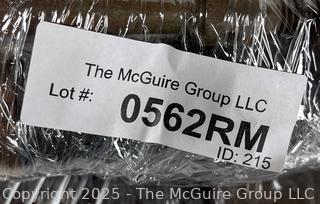 The McGuire Group LLC
Lot #: 0562RM
ID: 215
Copyright 2025 - The McGuire Group LLC